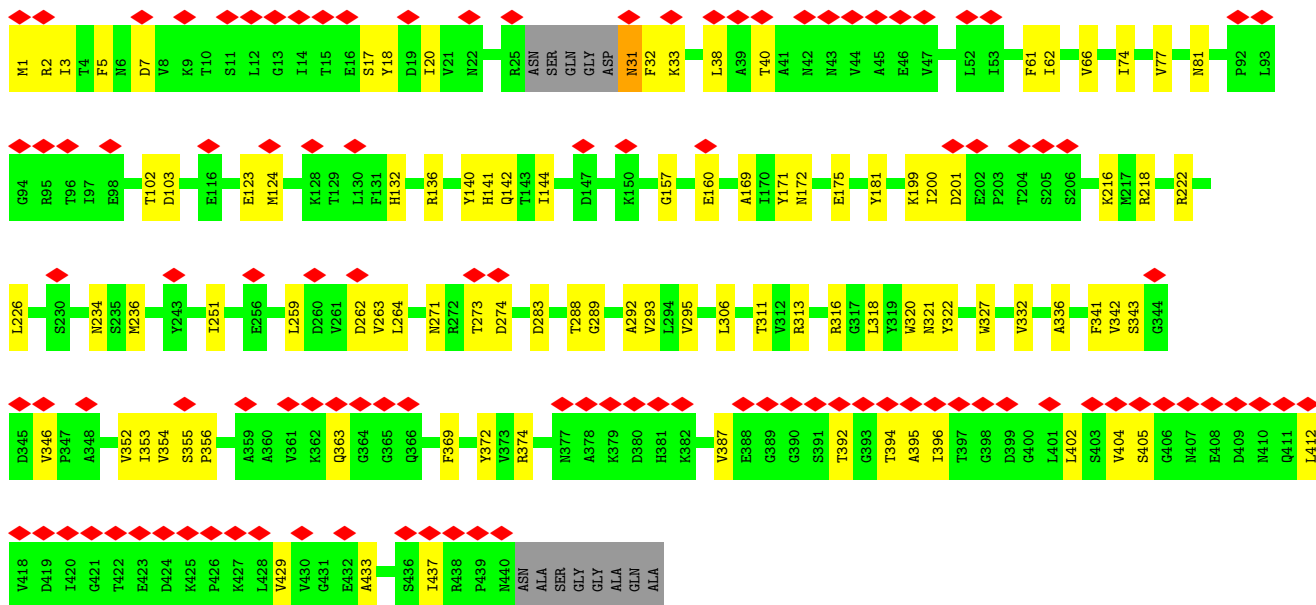 M1 R2 I3 T4 F5 N6 D7 V8 K9 T10 S11 L12 G13 I14 T15 E16 S17 Y18 D19 I20 V21 N22 R25 ASN SER GLN GLY ASP N31 F32 K33 L38 A39 T40 A41 N42 N43 V44 A45 E46 V47 L52 I53 F61 I62 V66 I74 V77 N81 P92 L93
G94 R95 T96 I97 E98 T102 D103 E116 E123 M124 K128 T129 L130 F131 H132 R136 Y140 H141 Q142 T143 I144 D147 K150 G157 E160 A169 I170 Y171 N172 E175 Y181 K199 I200 D201 E202 P203 T204 S205 S206 K216 M217 R218 R222
L226 S230 N234 S235 M236 Y243 I251 E256 L259 D260 V261 D262 V263 L264 N271 R272 T273 D274 D283 T288 G289 A292 V293 L294 V295 L306 T311 V312 R313 R316 G317 L318 Y319 W320 N321 Y322 W327 V332 A336 F341 V342 S343 G344
D345 V346 P347 A348 V352 I353 V354 S355 P356 A359 A360 V361 K362 Q363 G364 G365 Q366 F369 Y372 V373 R374 N377 A378 K379 D380 H381 K382 V387 E388 G389 G390 S391 T392 G393 T394 A395 I396 T397 G398 D399 G400 L401 L402 S403 V404 S405 G406 N407 E408 D409 N410 Q411 L412
V418 D419 I420 G421 T422 E423 D424 K425 P426 K427 L428 V429 V430 G431 E432 A433 S436 I437 R438 P439 N440 ASN ALA SER GLY GLY ALA GLN ALA